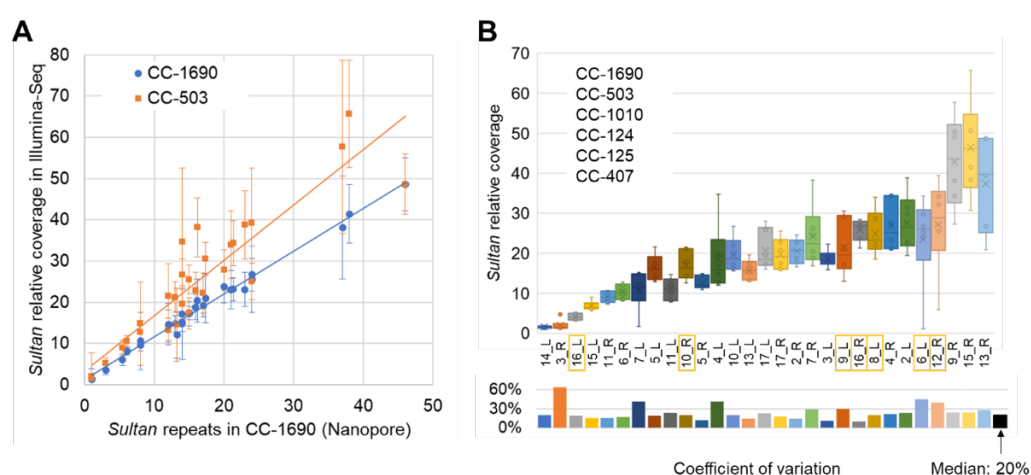 A
Sultan relative coverage in Illumina-Seq
80
70
60
50
40
30
20
10
0
CC-1690
CC-503
0 10 20 30 40 50
Sultan repeats in CC-1690 (Nanopore)
B
Sultan relative coverage
70
60
50
40
30
20
10
0
CC-1690
CC-503
CC-1010
CC-124
CC-125
CC-407
14_L 3_R 16_L 15_L 11_R 6_R 7_L 5_L 11_L 10_R 5_R 4_L 10_L 13_L 17_L 17_R 2_R 7_R 3_L 9_L 16_R 8_L 4_R 2_L 6_L 12_R 9_R 15_R 13_R
60%
30%
0%
Coefficient of variation
Median: 20%